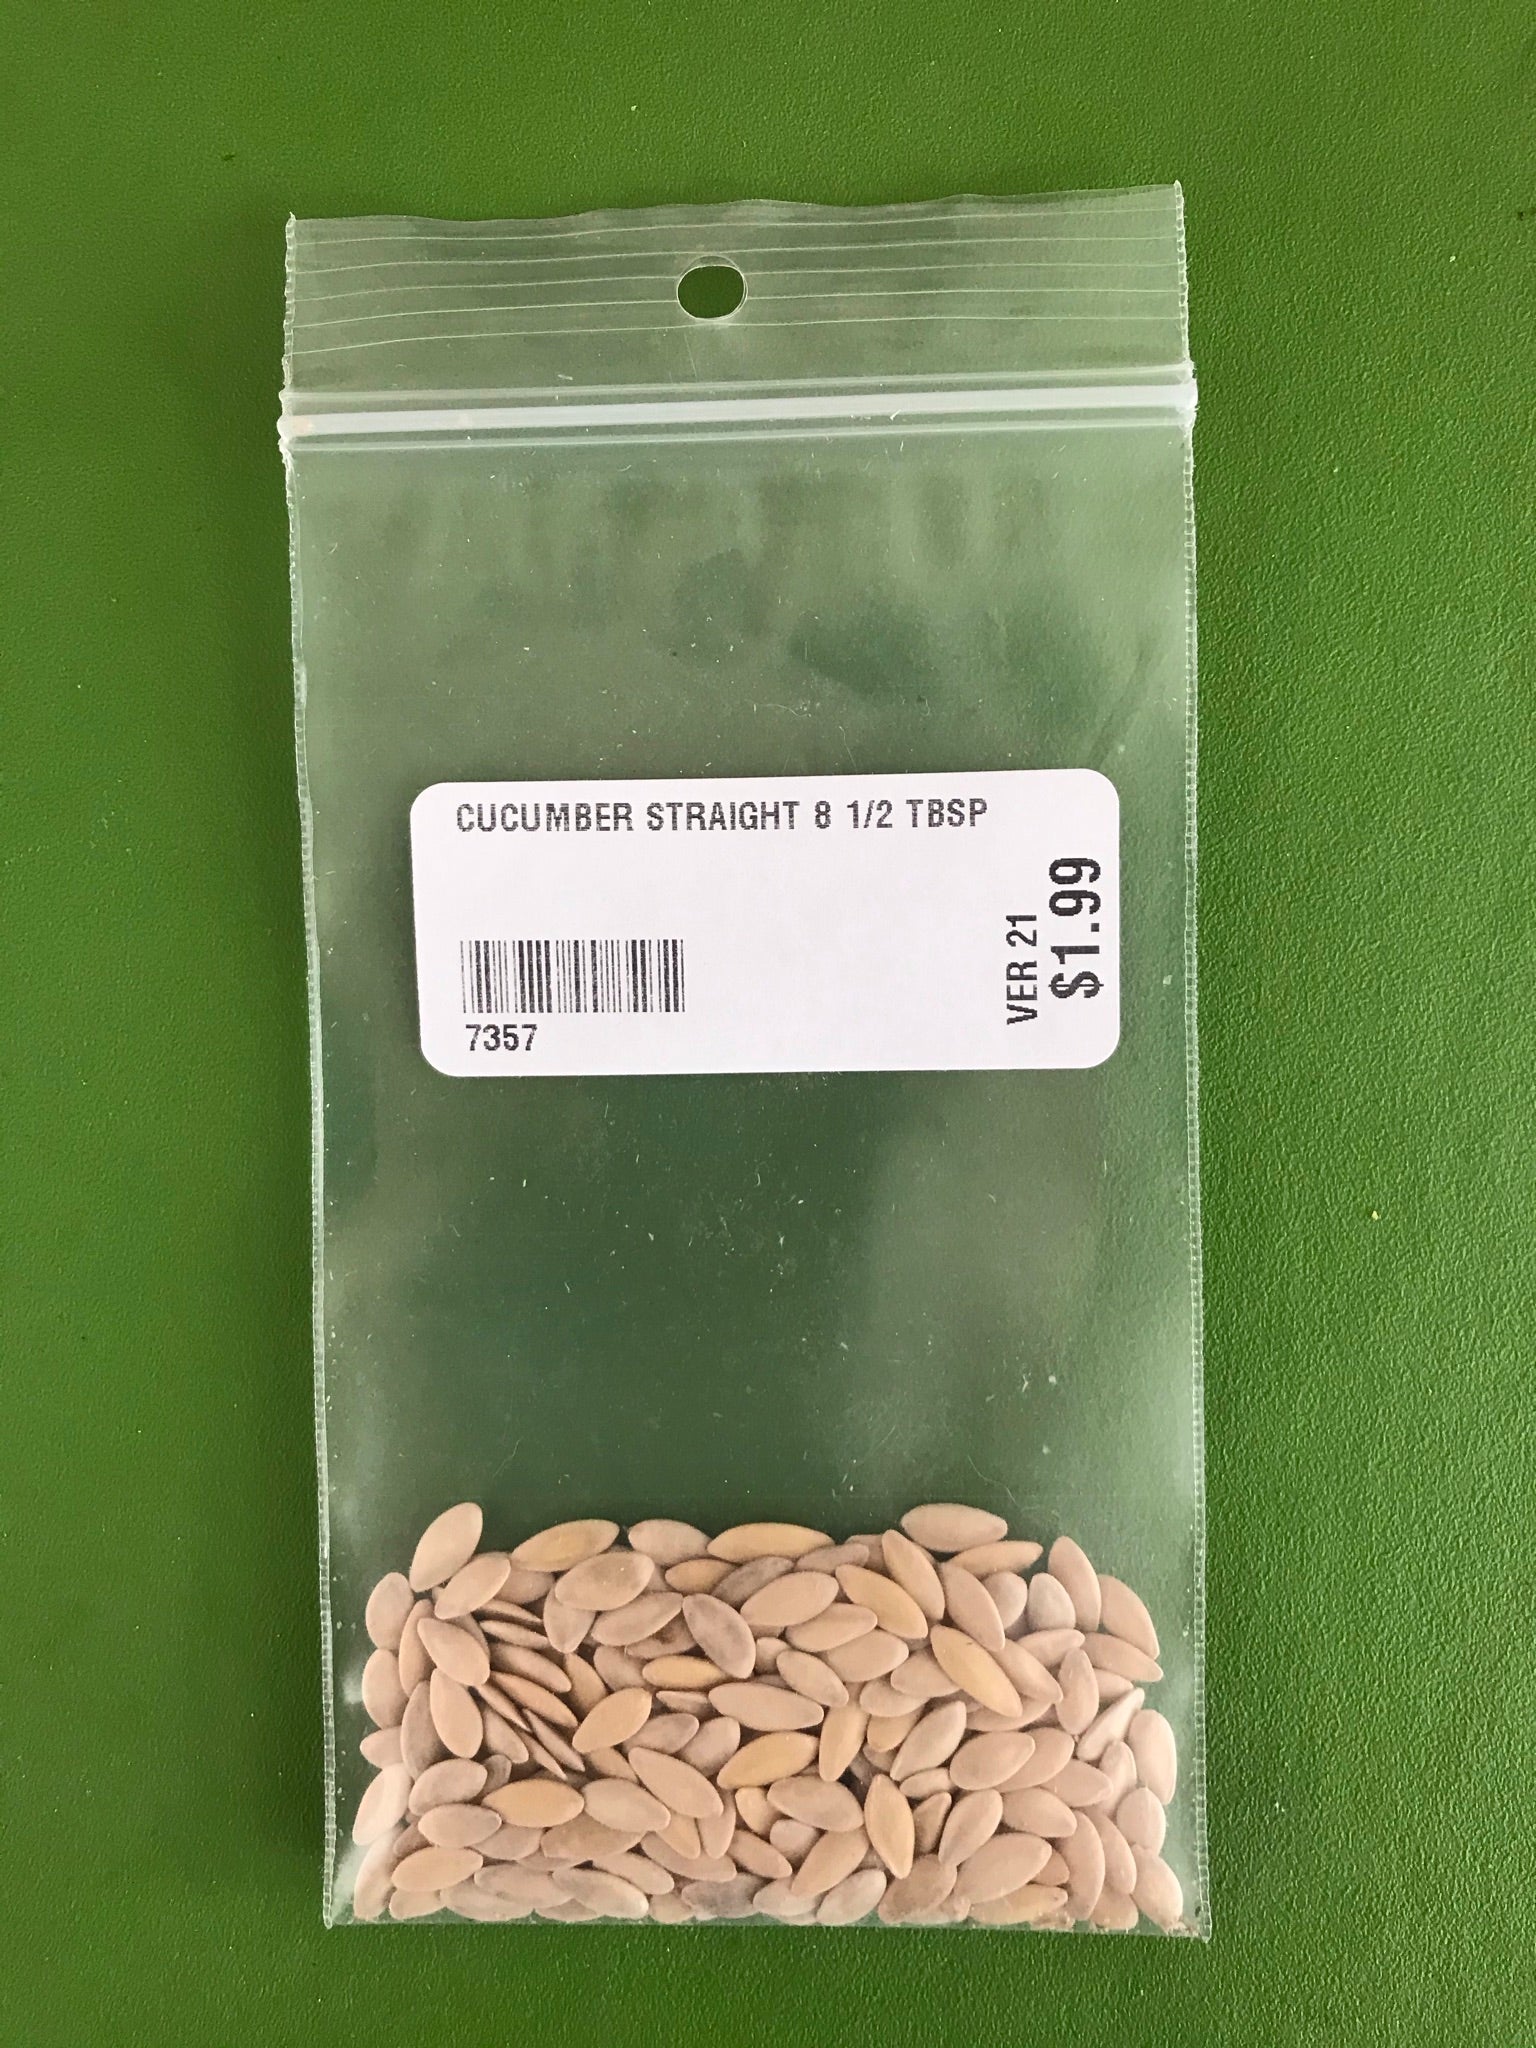 CUCUMBER STRAIGHT 8 1/2 TBSP
7357
VER 21
$1.99